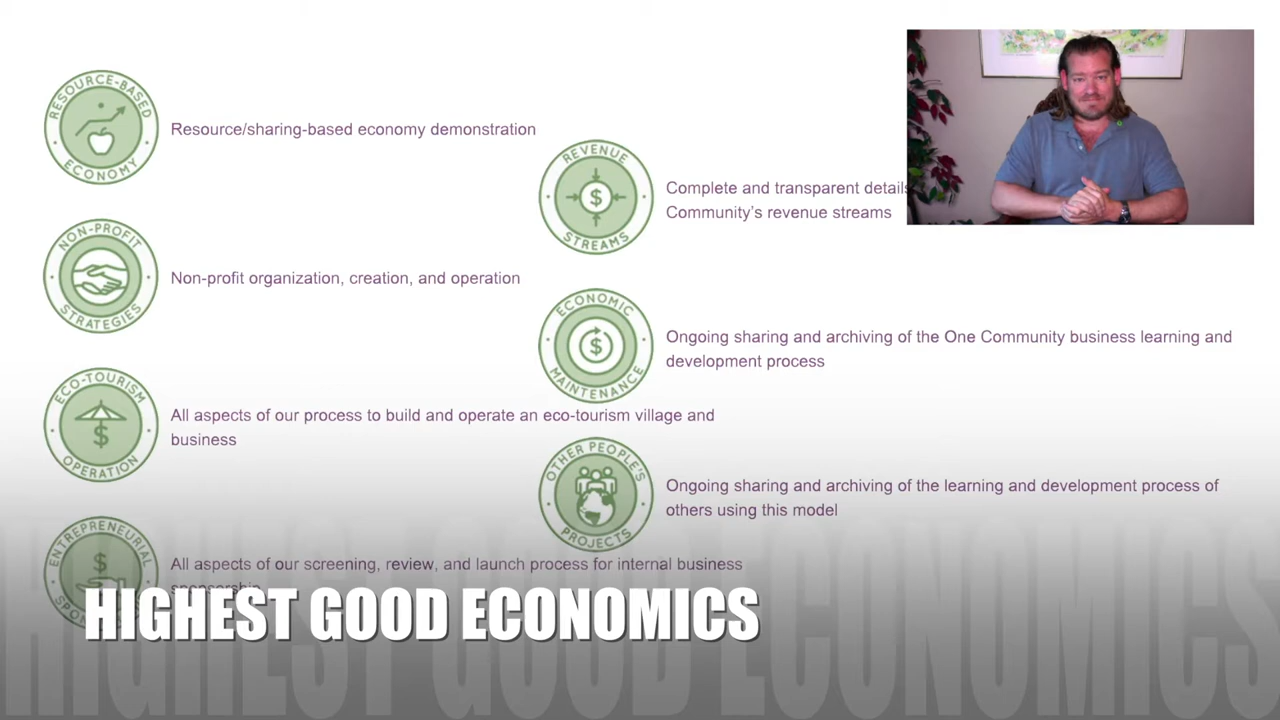 RESOURCE-BASED
ECONOMY
Resource/sharing-based economy demonstration
NON-PROFIT
STRATEGIES
Non-profit organization, creation, and operation
ECO-TOURISM
OPERATION
All aspects of our process to build and operate an eco-tourism village and
business
ENTREPRENEURIAL
All aspects of our screening, review, and launch process for internal business
sponsorship
REVENUE
STREAMS
Complete and transparent details
Community’s revenue streams
ECONOMIC
MAINTENANCE
Ongoing sharing and archiving of the One Community business learning and
development process
OTHER PEOPLE'S
PROJECTS
Ongoing sharing and archiving of the learning and development process of
others using this model
HIGHEST GOOD ECONOMICS
HIGHEST GOOD ECONOMICS